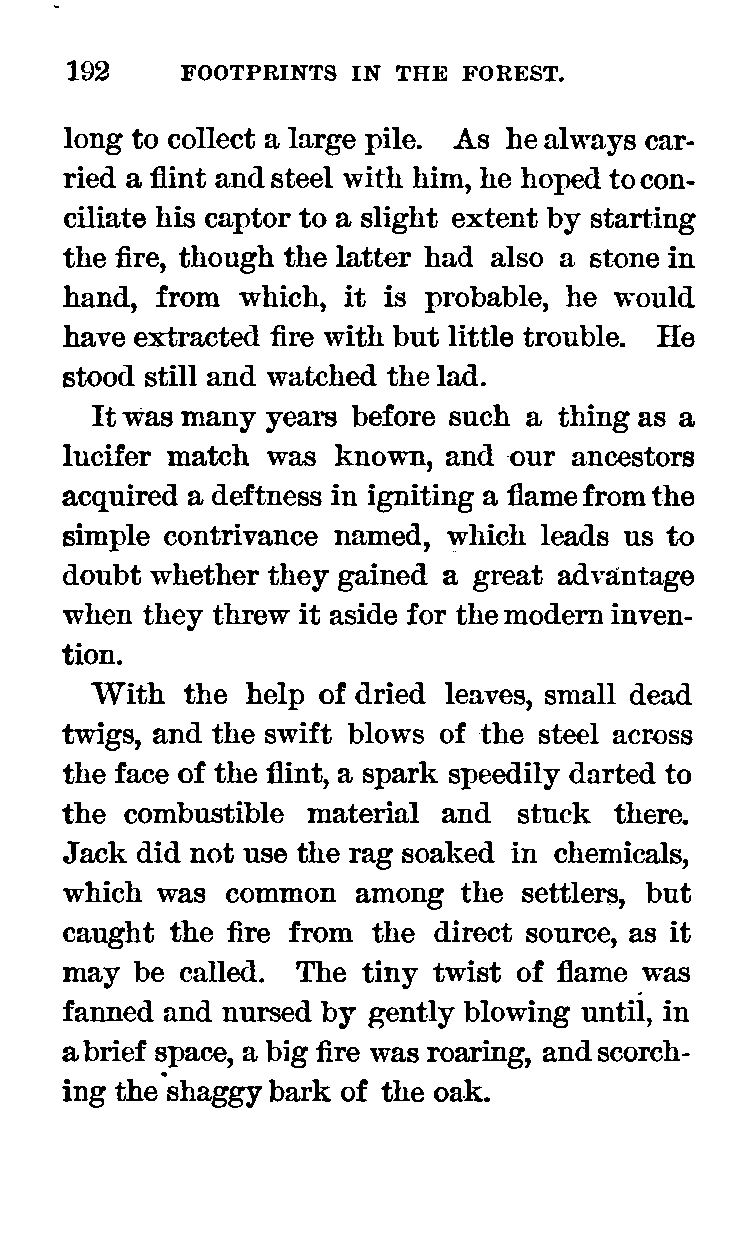 192 FOOTPRINTS IN THE FOREST.
long to collect a large pile. As he always car-
ried a flint and steel with him, he hoped to con-
ciliate his captor to a slight extent by starting
the fire, though the latter had also a stone in
hand, from which, it is probable, he would
have extracted fire with but little trouble. He
stood still and watched the lad.
It was many years before such a thing as a
lucifer match was known, and our ancestors
acquired a deftness in igniting a flame from the
simple contrivance named, which leads us to
doubt whether they gained a great advantage
when they threw it aside for the modern inven-
tion.
With the help of dried leaves, small dead
twigs, and the swift blows of the steel across
the face of the flint, a spark speedily darted to
the combustible material and stuck there.
Jack did not use the rag soaked in chemicals,
which was common among the settlers, but
caught the fire from the direct source, as it
may be called. The tiny twist of flame was
fanned and nursed by gently blowing until, in
a brief space, a big fire was roaring, and scorch-
ing the shaggy bark of the oak.